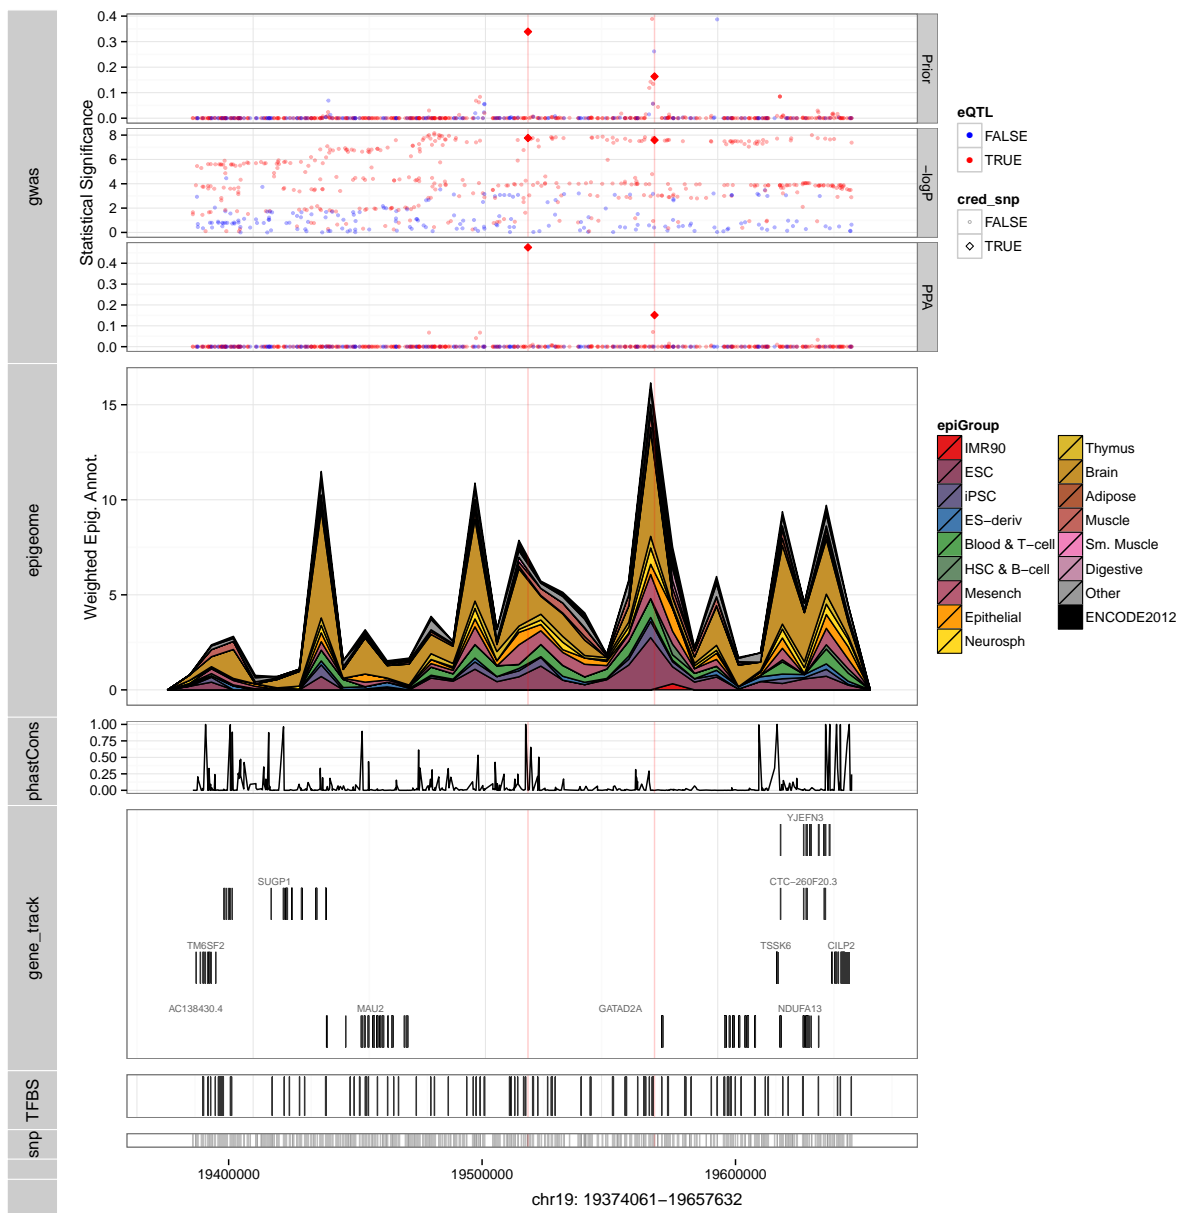 gwas
Statistical Significance
0.4
0.3
0.2
0.1
0.0
Prior
8
6
4
2
0
−logP
0.4
0.3
0.2
0.1
0.0
PPA
eQTL
FALSE
TRUE
cred_snp
FALSE
TRUE
epigeome
Weighted Epig. Annot.
15
10
5
0
epiGroup
IMR90
ESC
iPSC
ES−deriv
Blood & T−cell
HSC & B−cell
Mesench
Epithelial
Neurosph
Thymus
Brain
Adipose
Muscle
Sm. Muscle
Digestive
Other
ENCODE2012
phastCons
1.00
0.75
0.50
0.25
0.00
gene_track
YJEFN3
SUGP1
CTC−260F20.3
TM6SF2
TSSK6
CILP2
AC138430.4
MAU2
GATAD2A
NDUFA13
TFBS
snp
19400000
19500000
19600000
chr19: 19374061−19657632